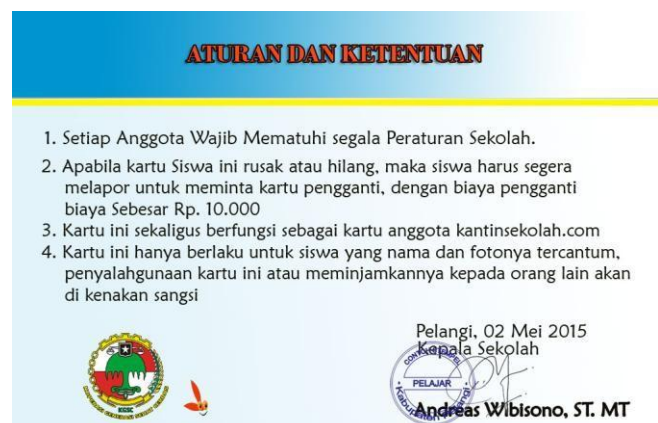 ATURAN DAN KETENTUAN
1. Setiap Anggota Wajib Mematuhi segala Peraturan Sekolah.
2. Apabila kartu Siswa ini rusak atau hilang, maka siswa harus segera
melapor untuk meminta kartu pengganti, dengan biaya pengganti
biaya Sebesar Rp. 10.000
3. Kartu ini sekaligus berfungsi sebagai kartu anggota kantinsekolah.com
4. Kartu ini hanya berlaku untuk siswa yang nama dan fotonya tercantum,
penyalahgunaan kartu ini atau meminjamkannya kepada orang lain akan
di kenakan sangsi
Pelangi, 02 Mei 2015
Kepala Sekolah
PELAJAR
Andreas Wibisono, ST. MT